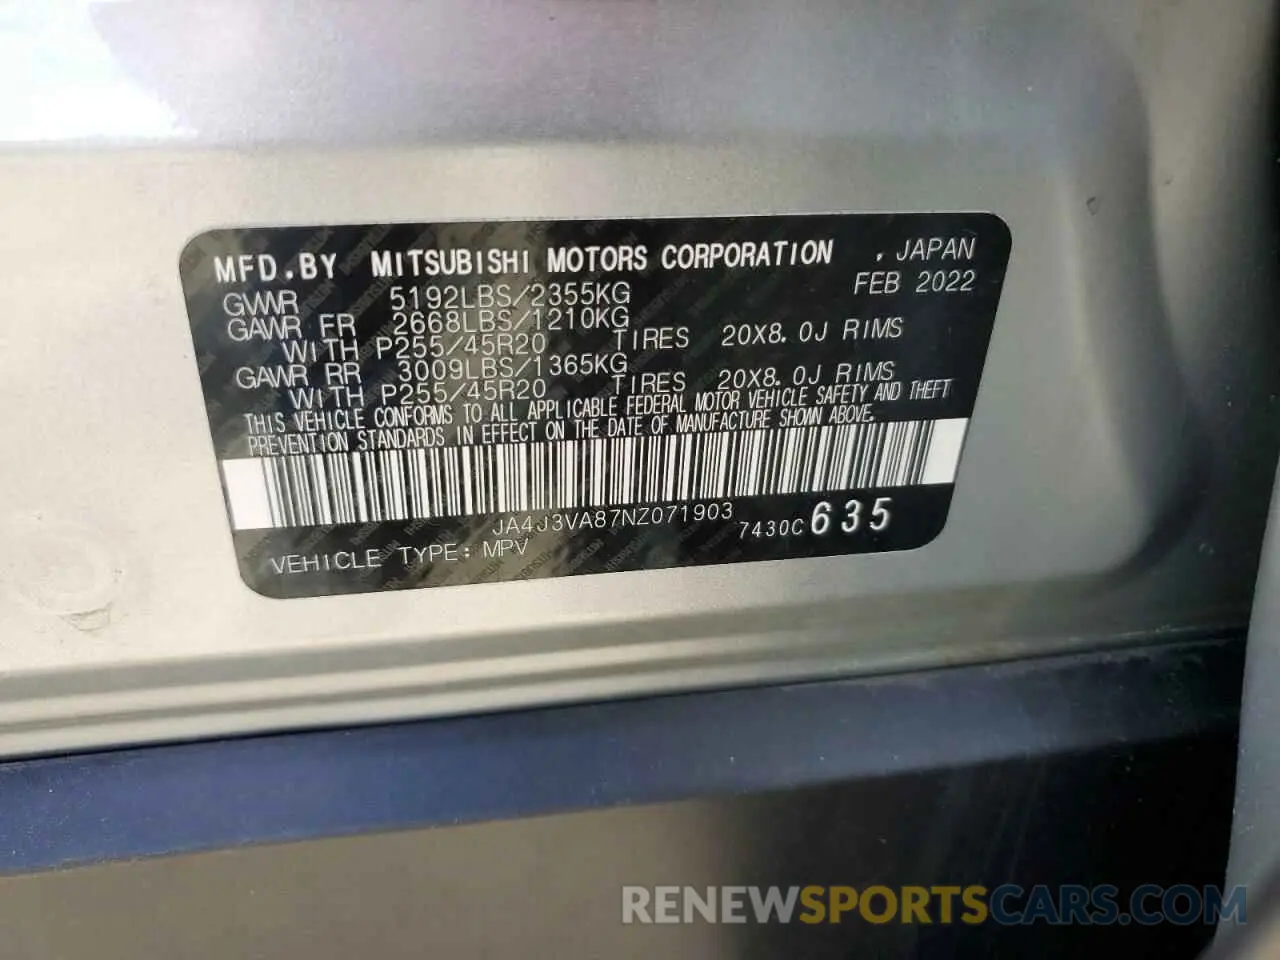 MFD.BY MITSUBISHI MOTORS CORPORATION , JAPAN
FEB 2022
GVWR 5192LBS/2355KG
GAWR FR 2668LBS/1210KG
WITH P255/45R20 TIRES 20X8.0J RIMS
GAWR RR 3009LBS/1365KG
WITH P255/45R20 TIRES 20X8.0J RIMS
THIS VEHICLE CONFORMS TO ALL APPLICABLE FEDERAL MOTOR VEHICLE SAFETY AND THEFT
PREVENTION STANDARDS IN EFFECT ON THE DATE OF MANUFACTURE SHOWN ABOVE.
JA4J3VA87NZ071903
7430C 635
VEHICLE TYPE: MPV
RENEWSPORTSCARS.COM